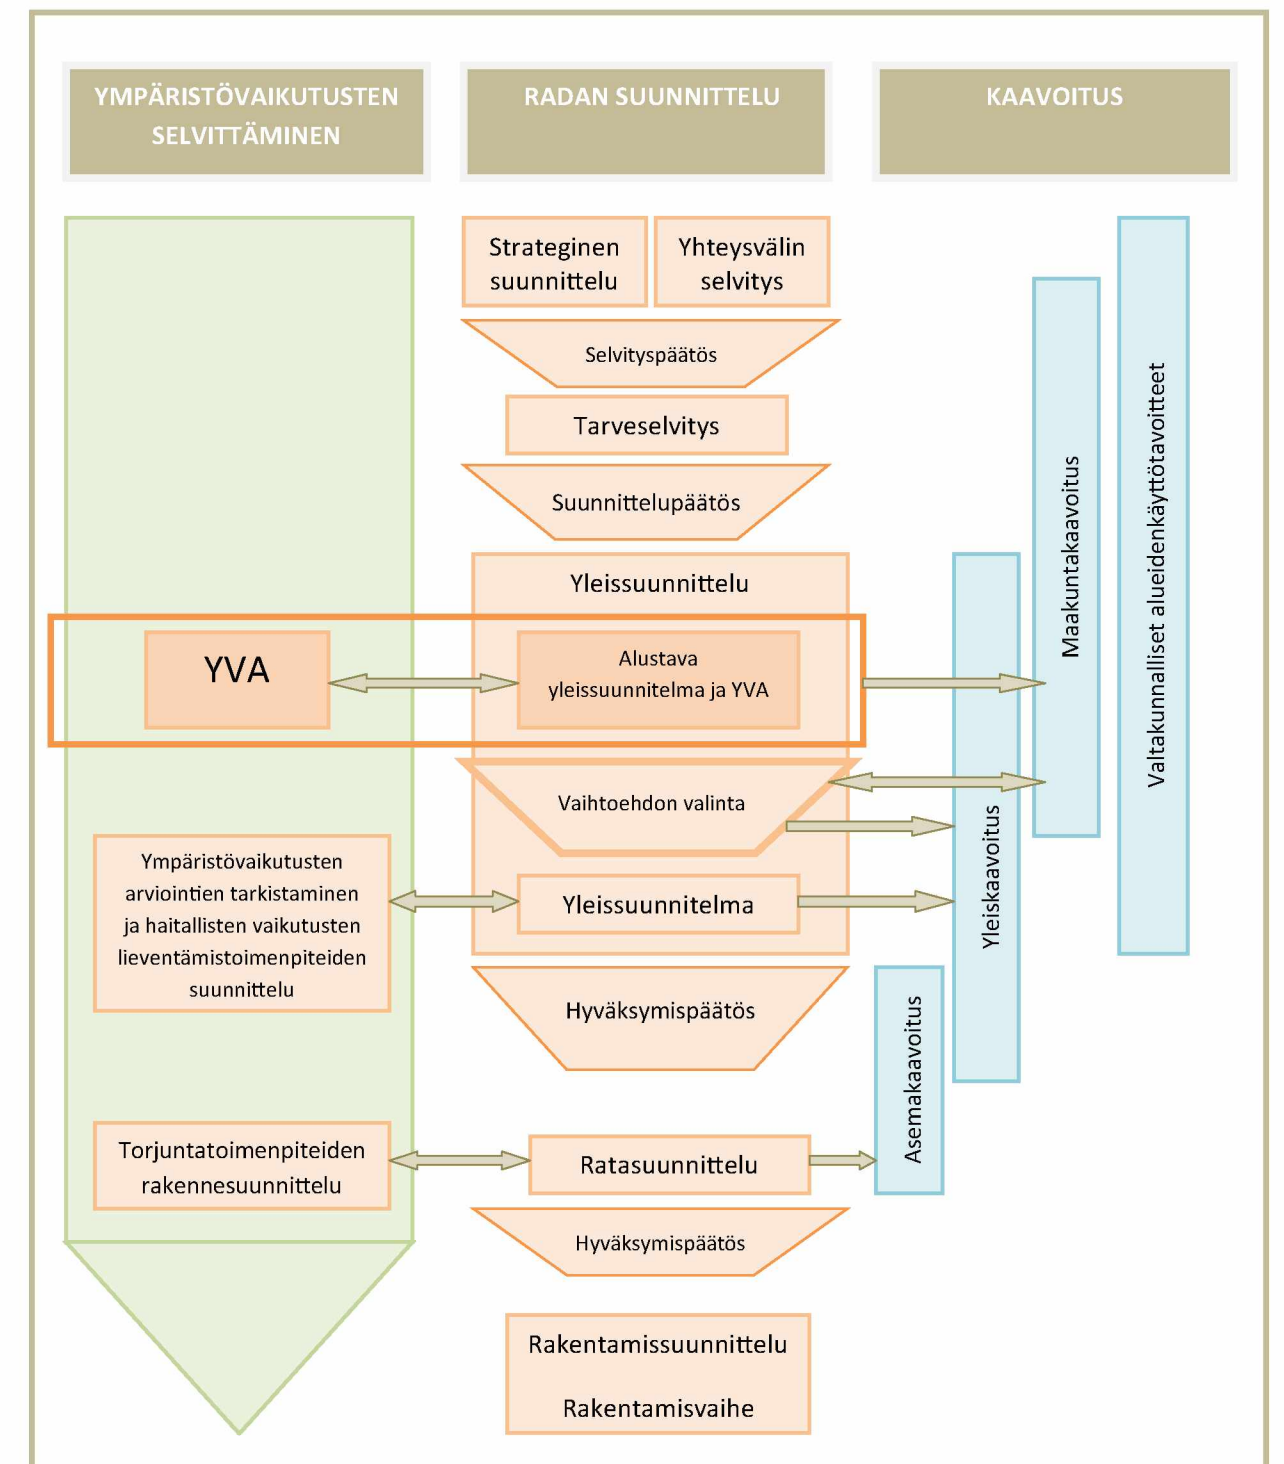 YMPÄRISTÖVAIKUTUSTEN
SELVITTÄMINEN
RADAN SUUNNITTELU
KAAVOITUS
Strateginen
suunnittelu
Yhteysvälin
selvitys
Selvityspäätös
Tarveselvitys
Suunnittelupäätös
Yleissuunnittelu
YVA
Alustava
yleissuunnitelma ja YVA
Vaihtoehdon valinta
Ympäristövaikutusten
arviointien tarkistaminen
ja haitallisten vaikutusten
lieventämistoimenpiteiden
suunnittelu
Yleissuunnitelma
Hyväksymispäätös
Torjuntatoimenpiteiden
rakennesuunnittelu
Ratasuunnittelu
Hyväksymispäätös
Rakentamissuunnittelu
Rakentamisvaihe
Asemakaavoitus
Yleiskaavoitus
Maakuntakaavoitus
Valtakunnalliset alueidenkäyttötavoitteet